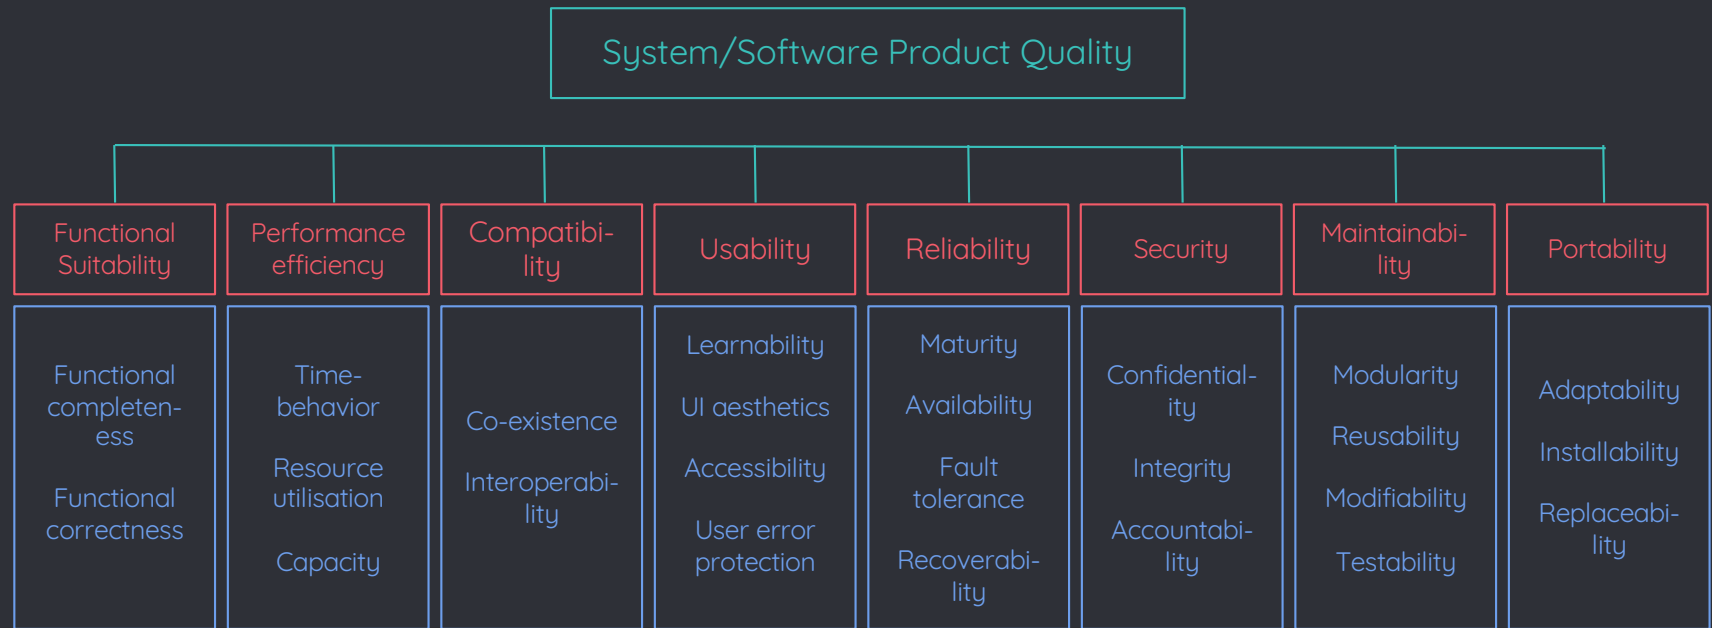 System/Software Product Quality
Functional
Suitability
Performance
efficiency
Compatibi-
lity
Usability
Reliability
Security
Maintainabi-
lity
Portability
Functional
completen-
ess
Functional
correctness
Time-
behavior
Resource
utilisation
Capacity
Co-existence
Interoperabi-
lity
Learnability
UI aesthetics
Accessibility
User error
protection
Maturity
Availability
Fault
tolerance
Recoverabi-
lity
Confidential-
ity
Integrity
Accountabi-
lity
Modularity
Reusability
Modifiability
Testability
Adaptability
Installability
Replaceabi-
lity